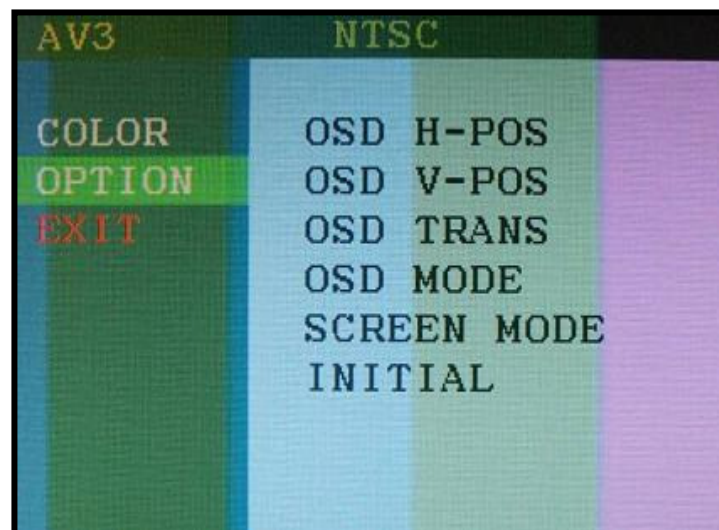 AV3 NTSC
COLOR OSD H-POS
OPTION OSD V-POS
EXIT OSD TRANS
OSD MODE
SCREEN MODE
INITIAL